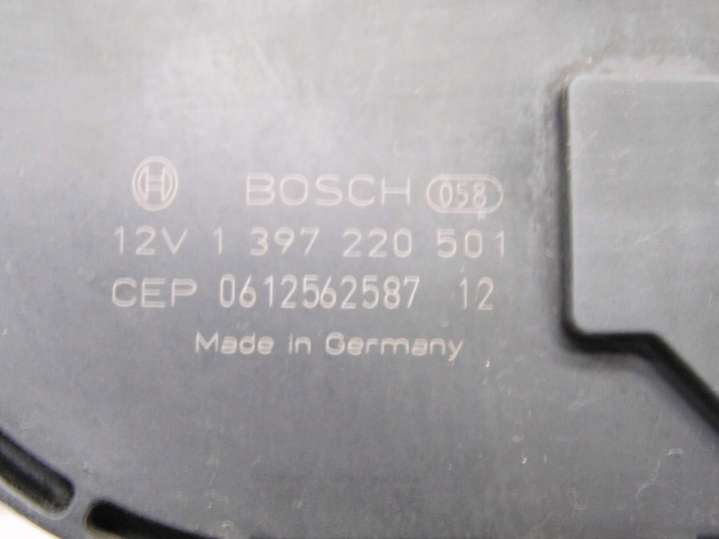 BOSCH 058
12V 1 397 220 501
CEP 0612562587 12
Made in Germany